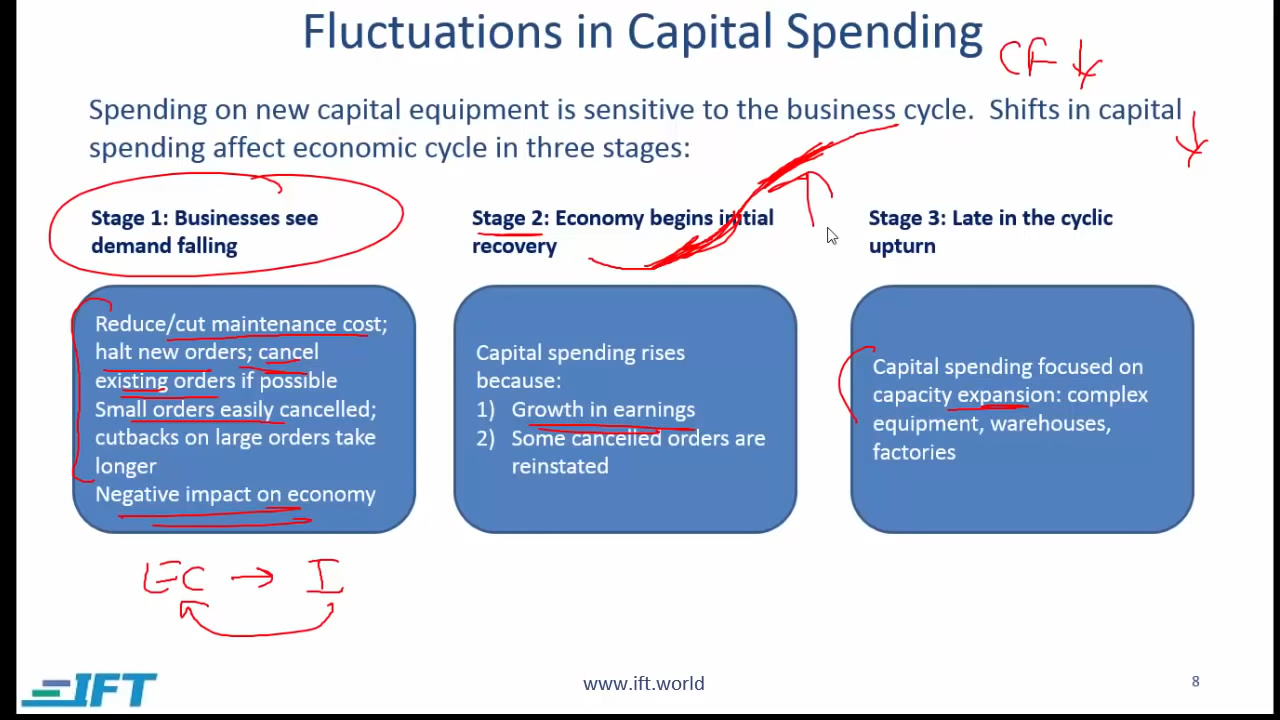 Fluctuations in Capital Spending
CF ↓
Spending on new capital equipment is sensitive to the business cycle. Shifts in capital
spending affect economic cycle in three stages:
Stage 1: Businesses see
demand falling
Reduce/cut maintenance cost;
halt new orders; cancel
existing orders if possible
Small orders easily cancelled;
cutbacks on large orders take
longer
Negative impact on economy
EC → I
Stage 2: Economy begins initial
recovery
Capital spending rises
because:
1) Growth in earnings
2) Some cancelled orders are
reinstated
Stage 3: Late in the cyclic
upturn
Capital spending focused on
capacity expansion: complex
equipment, warehouses,
factories
IFT
www.ift.world
8